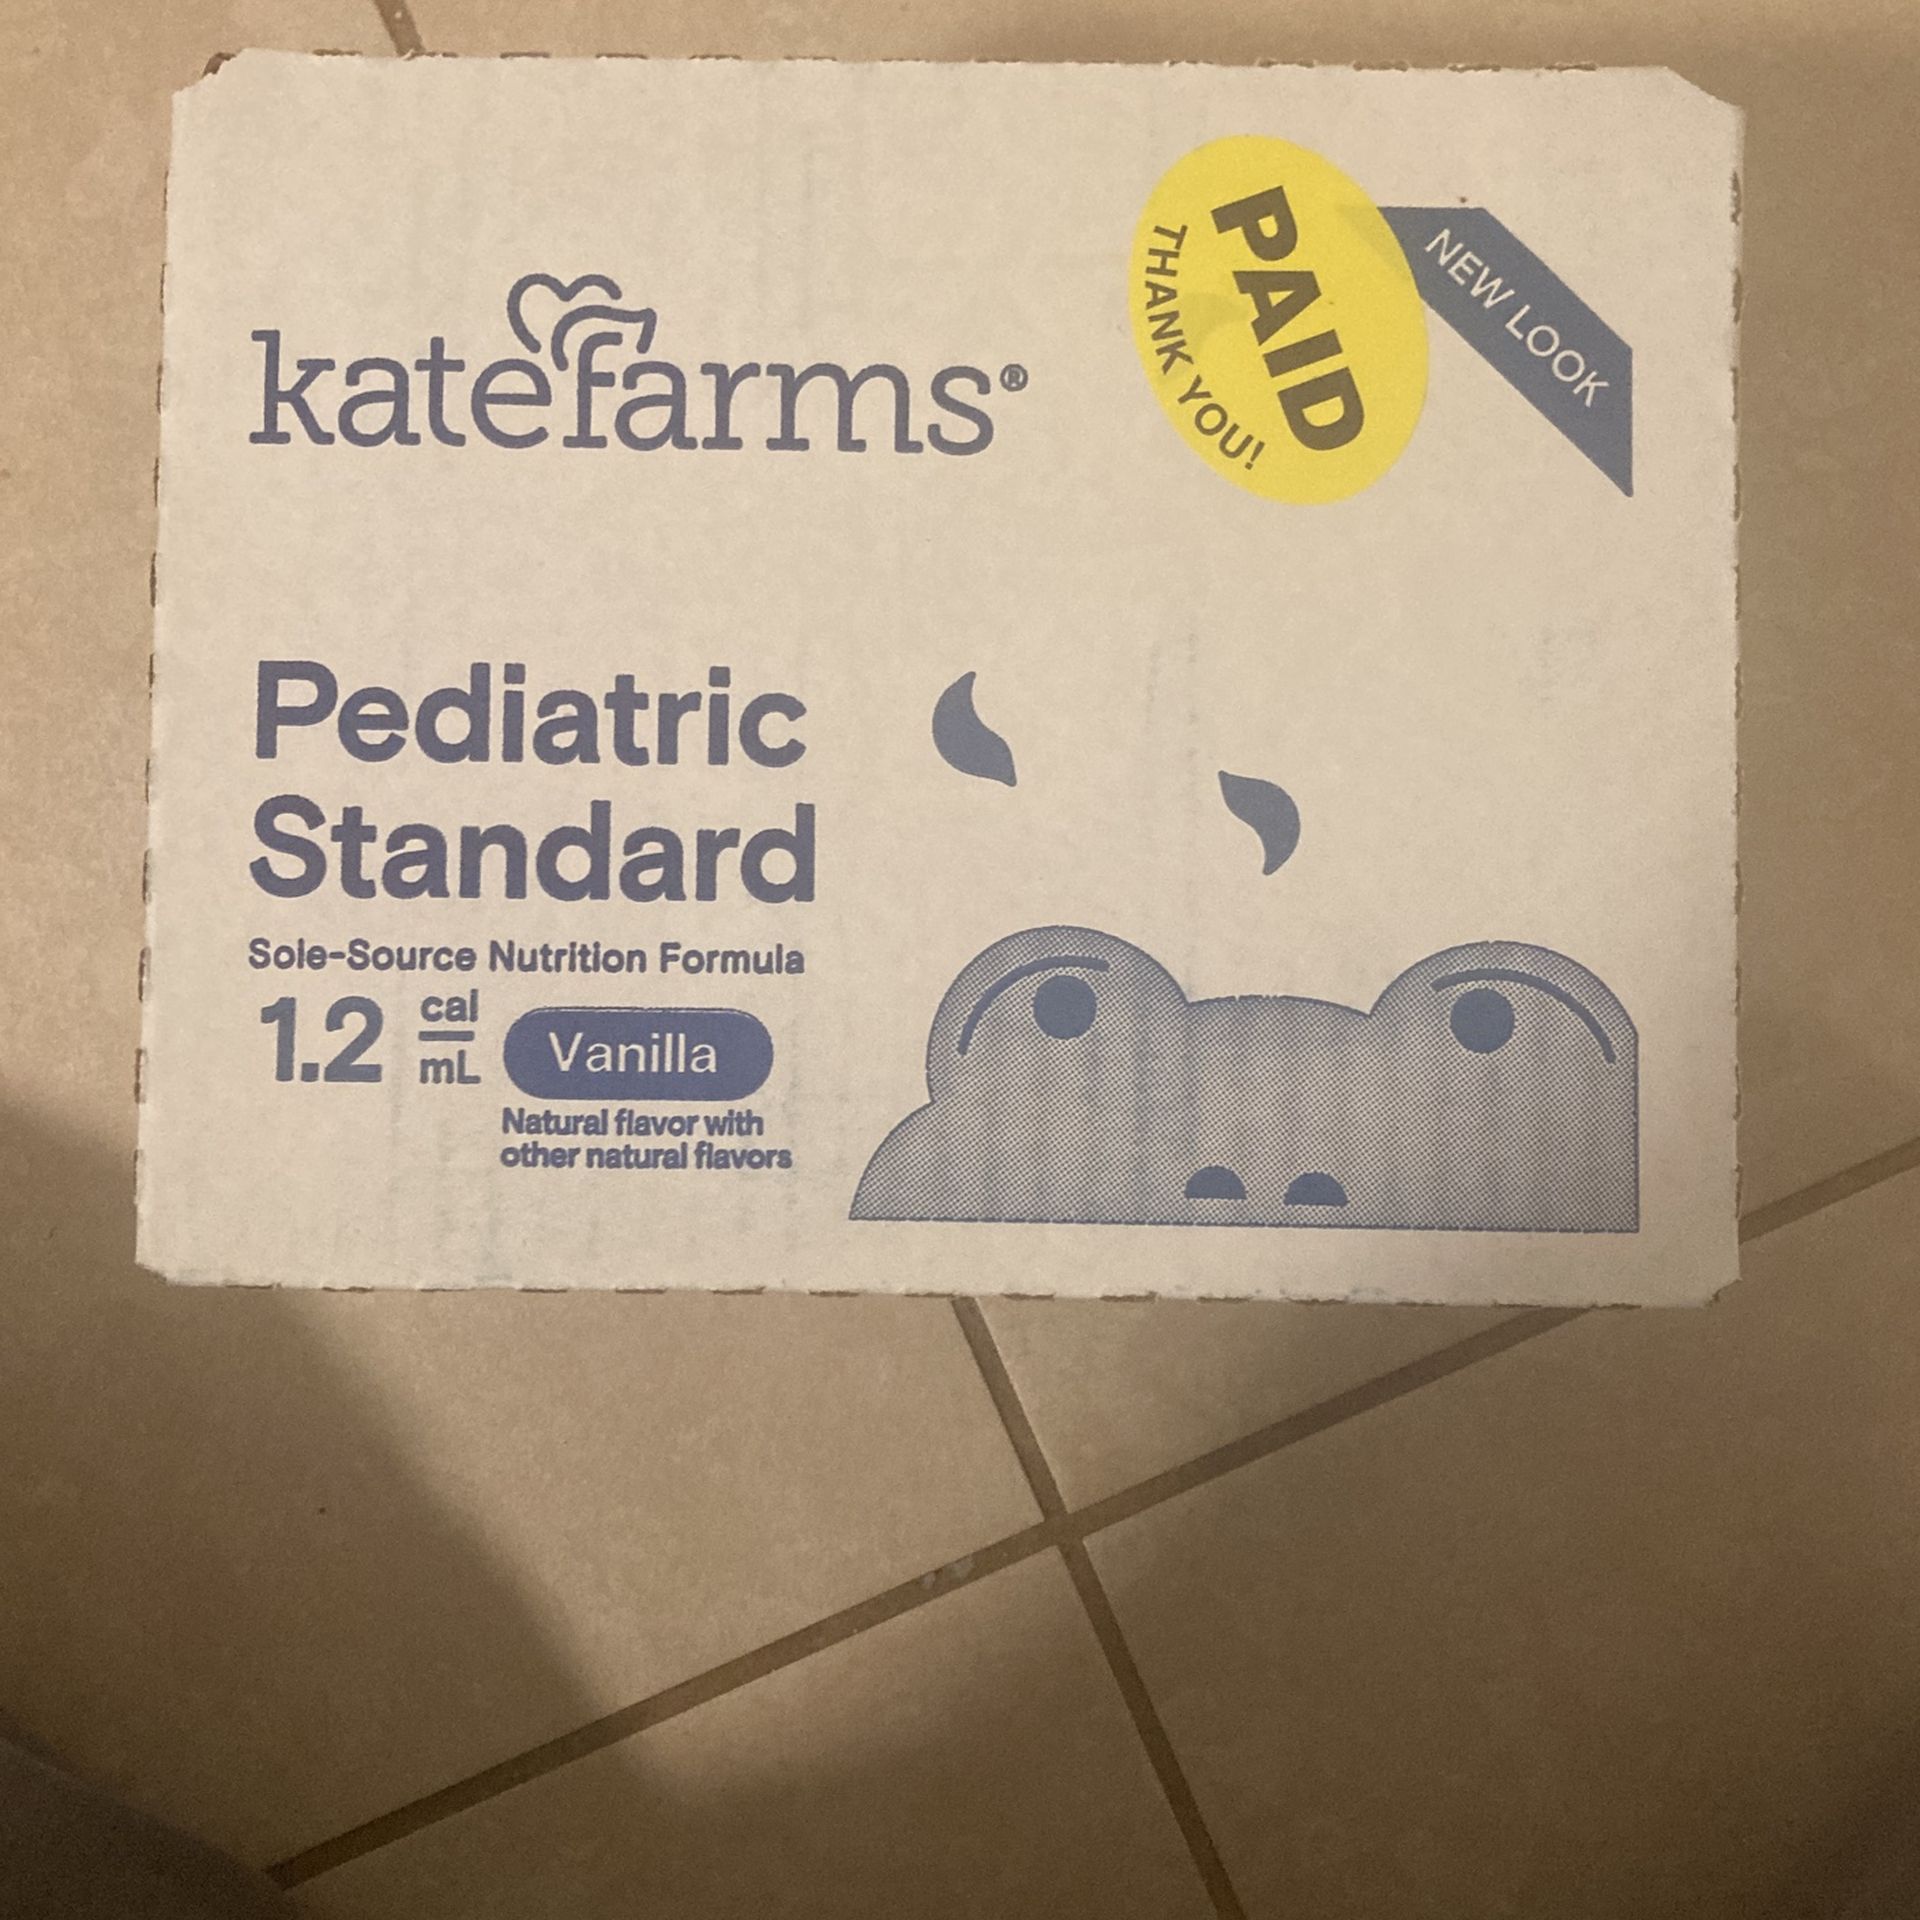 katefarms®
PAID
THANK YOU!
NEW LOOK
Pediatric
Standard
Sole-Source Nutrition Formula
1.2 cal
mL
Vanilla
Natural flavor with
other natural flavors